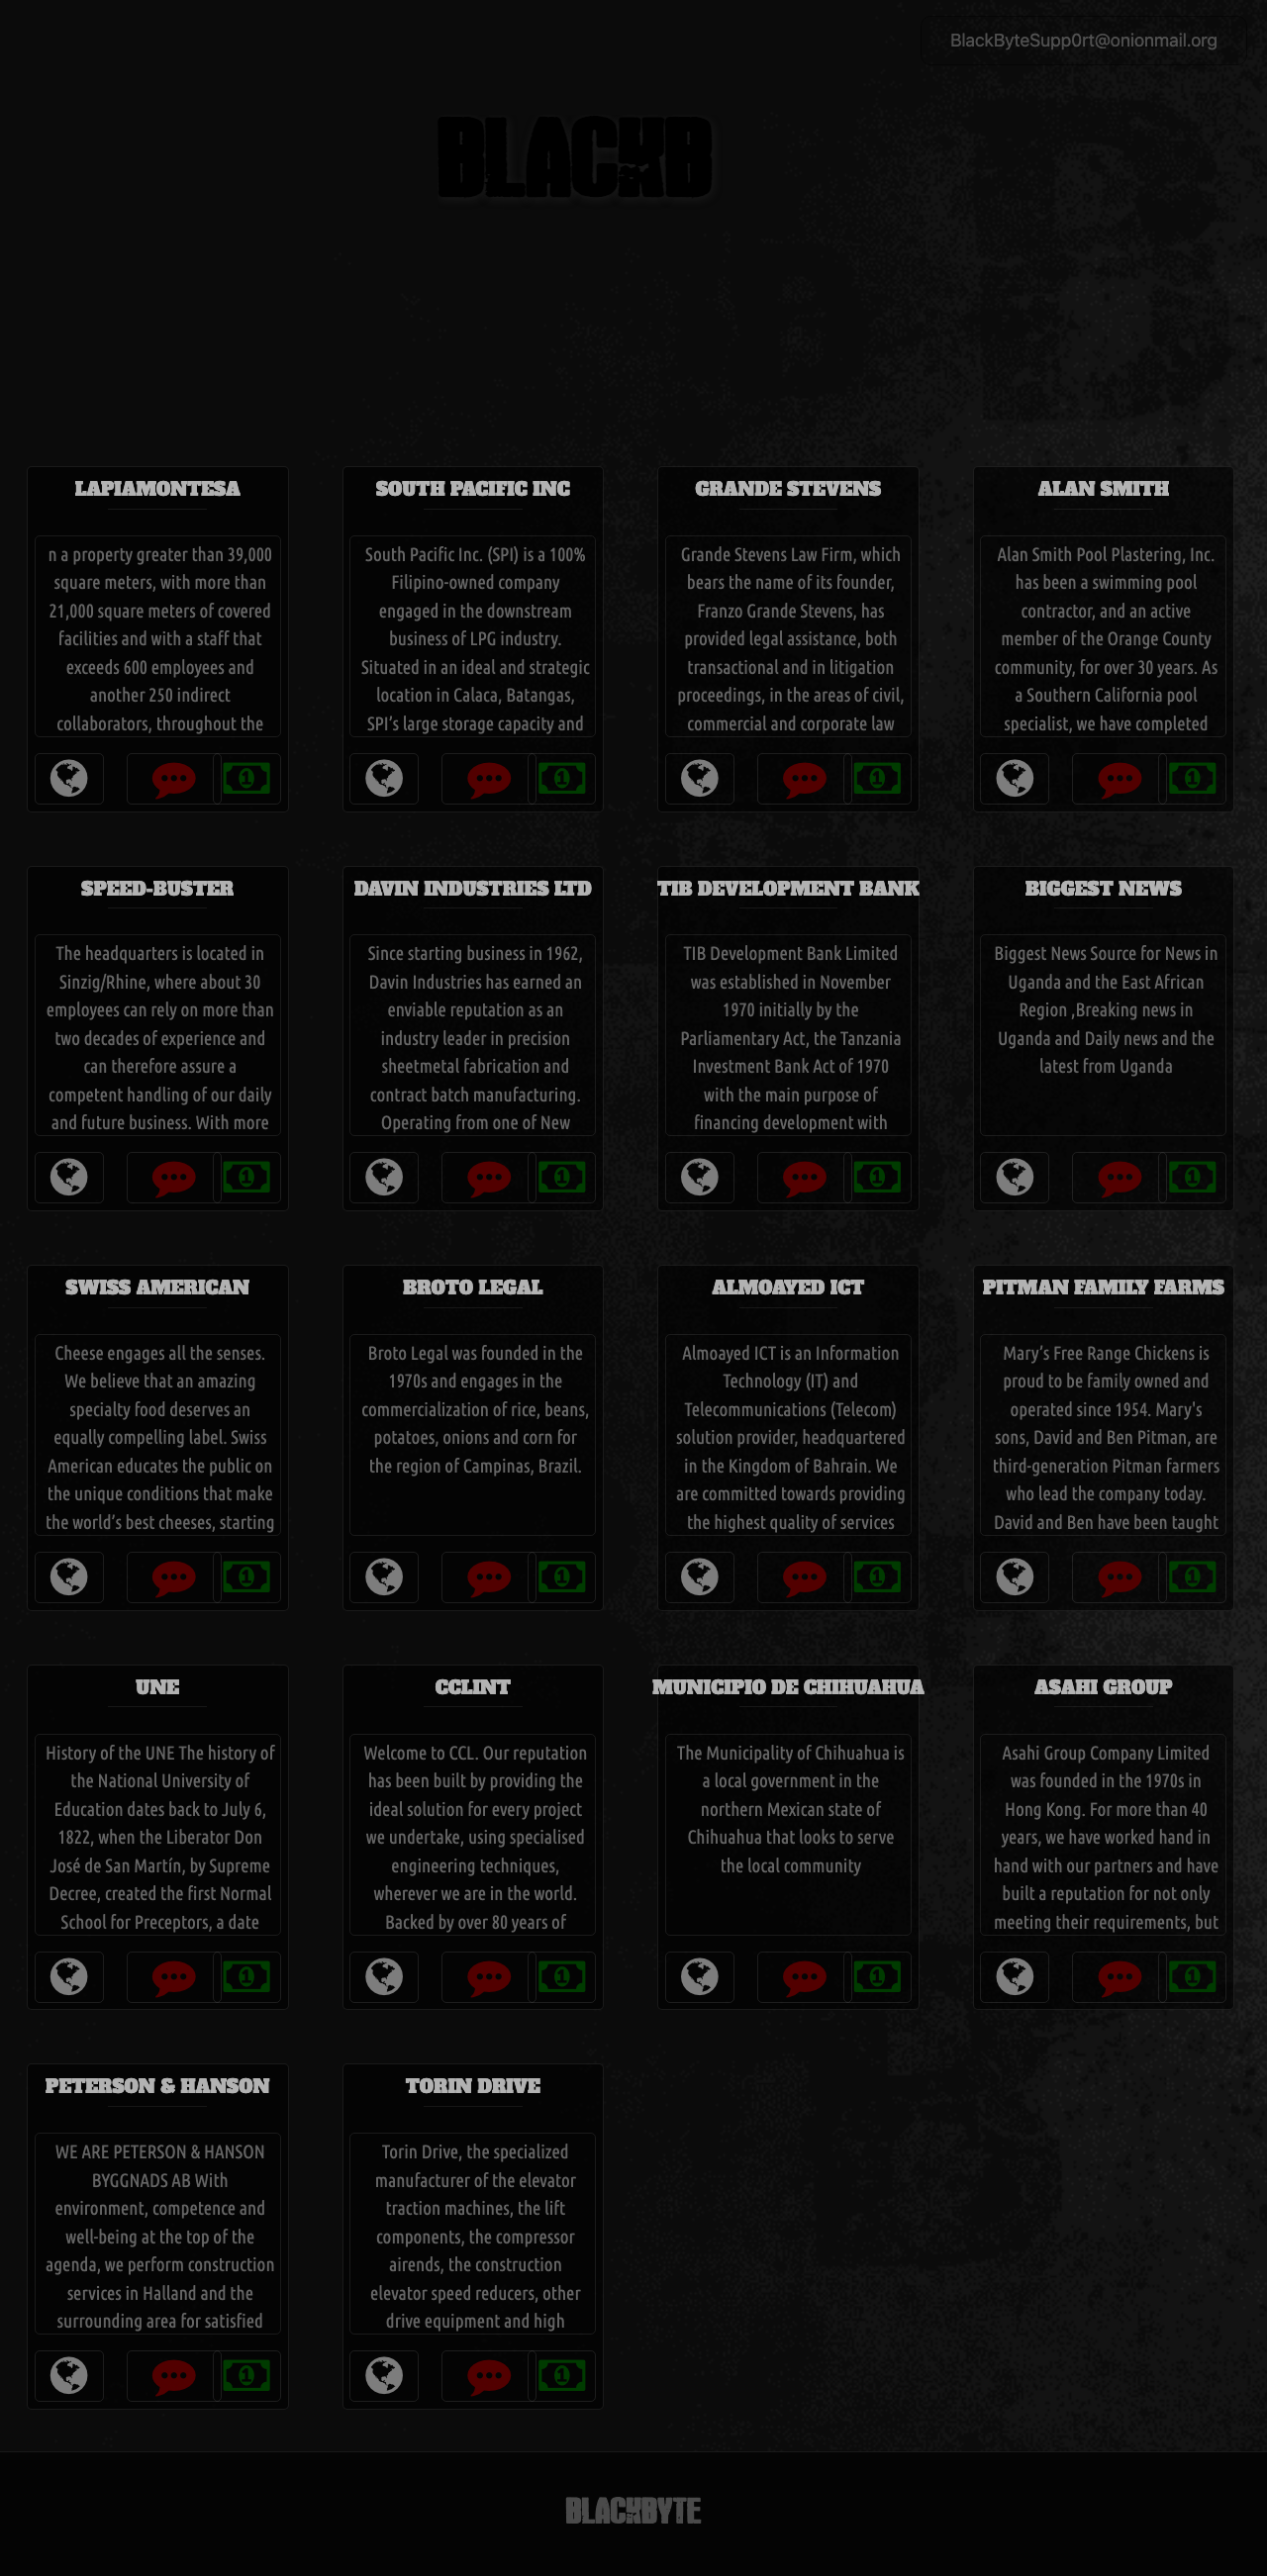 BlackByteSupp0rt@onionmail.org
BLACKB
LAPIAMONTESA
n a property greater than 39,000
square meters, with more than
21,000 square meters of covered
facilities and with a staff that
exceeds 600 employees and
another 250 indirect
collaborators, throughout the
SOUTH PACIFIC INC
South Pacific Inc. (SPI) is a 100%
Filipino-owned company
engaged in the downstream
business of LPG industry.
Situated in an ideal and strategic
location in Calaca, Batangas,
SPI’s large storage capacity and
GRANDE STEVENS
Grande Stevens Law Firm, which
bears the name of its founder,
Franzo Grande Stevens, has
provided legal assistance, both
transactional and in litigation
proceedings, in the areas of civil,
commercial and corporate law
ALAN SMITH
Alan Smith Pool Plastering, Inc.
has been a swimming pool
contractor, and an active
member of the Orange County
community, for over 30 years. As
a Southern California pool
specialist, we have completed
SPEED-BUSTER
The headquarters is located in
Sinzig/Rhine, where about 30
employees can rely on more than
two decades of experience and
can therefore assure a
competent handling of our daily
and future business. With more
DAVIN INDUSTRIES LTD
Since starting business in 1962,
Davin Industries has earned an
enviable reputation as an
industry leader in precision
sheetmetal fabrication and
contract batch manufacturing.
Operating from one of New
TIB DEVELOPMENT BANK
TIB Development Bank Limited
was established in November
1970 initially by the
Parliamentary Act, the Tanzania
Investment Bank Act of 1970
with the main purpose of
financing development with
BIGGEST NEWS
Biggest News Source for News in
Uganda and the East African
Region ,Breaking news in
Uganda and Daily news and the
latest from Uganda
SWISS AMERICAN
Cheese engages all the senses.
We believe that an amazing
specialty food deserves an
equally compelling label. Swiss
American educates the public on
the unique conditions that make
the world’s best cheeses, starting
BROTO LEGAL
Broto Legal was founded in the
1970s and engages in the
commercialization of rice, beans,
potatoes, onions and corn for
the region of Campinas, Brazil.
ALMOAYED ICT
Almoayed ICT is an Information
Technology (IT) and
Telecommunications (Telecom)
solution provider, headquartered
in the Kingdom of Bahrain. We
are committed towards providing
the highest quality of services
PITMAN FAMILY FARMS
Mary’s Free Range Chickens is
proud to be family owned and
operated since 1954. Mary's
sons, David and Ben Pitman, are
third-generation Pitman farmers
who lead the company today.
David and Ben have been taught
UNE
History of the UNE The history of
the National University of
Education dates back to July 6,
1822, when the Liberator Don
José de San Martín, by Supreme
Decree, created the first Normal
School for Preceptors, a date
CCLINT
Welcome to CCL. Our reputation
has been built by providing the
ideal solution for every project
we undertake, using specialised
engineering techniques,
wherever we are in the world.
Backed by over 80 years of
MUNICIPIO DE CHIHUAHUA
The Municipality of Chihuahua is
a local government in the
northern Mexican state of
Chihuahua that looks to serve
the local community
ASAHI GROUP
Asahi Group Company Limited
was founded in the 1970s in
Hong Kong. For more than 40
years, we have worked hand in
hand with our partners and have
built a reputation for not only
meeting their requirements, but
PETERSON & HANSON
WE ARE PETERSON & HANSON
BYGGNADS AB With
environment, competence and
well-being at the top of the
agenda, we perform construction
services in Halland and the
surrounding area for satisfied
TORIN DRIVE
Torin Drive, the specialized
manufacturer of the elevator
traction machines, the lift
components, the compressor
airends, the construction
elevator speed reducers, other
drive equipment and high
BLACKBYTE